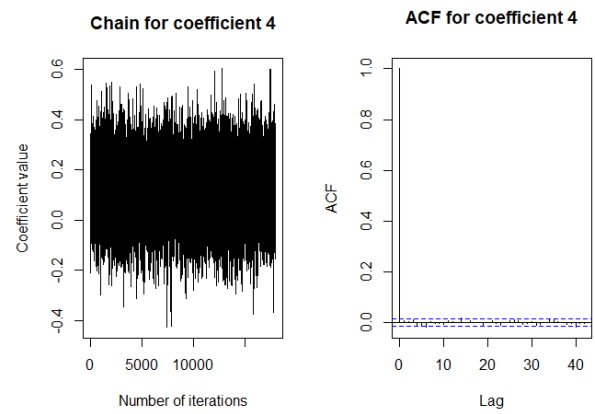 Chain for coefficient 4
Coefficient value
0.6
0.4
0.2
0.0
-0.2
-0.4
0 5000 10000
Number of iterations
ACF for coefficient 4
ACF
1.0
0.8
0.6
0.4
0.2
0.0
0 10 20 30 40
Lag